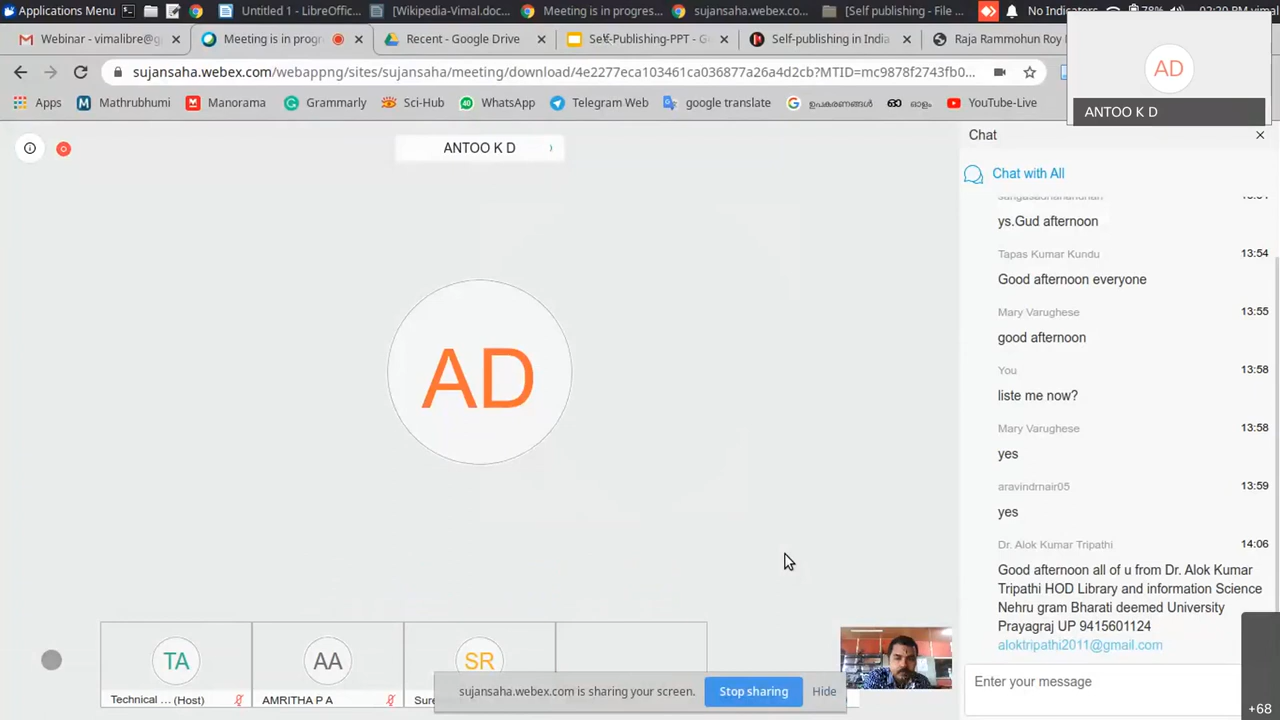 Applications Menu
Untitled 1 - LibreOffic...
[Wikipedia-vimal.doc...
Meeting is in progres...
sujansaha.webex.co...
[Self publishing - File ...
No Indicators
78%
vimal
Webinar - vimalibre@g
Meeting is in progr
Recent - Google Drive
Self-Publishing-PPT - G
Self-publishing in India
Raja Rammohun Roy
sujansaha.webex.com/webappng/sites/sujansaha/meeting/download/4e2277eca103461ca036877a26a4d2cb?MTID=mc9878f2743fb0...
Apps
Mathrubhumi
Manorama
Grammarly
Sci-Hub
WhatsApp
Telegram Web
google translate
ഉപകരണങ്ങൾ
ഓളം
YouTube-Live
AD
ANTOO K D
ANTOO K D
AD
Chat
Chat with All
ys.Gud afternoon
Tapas Kumar Kundu 13:54
Good afternoon everyone
Mary Varughese 13:55
good afternoon
You 13:58
liste me now?
Mary Varughese 13:58
yes
aravindrnair05 13:59
yes
Dr. Alok Kumar Tripathi 14:06
Good afternoon all of u from Dr. Alok Kumar
Tripathi HOD Library and information Science
Nehru gram Bharati deemed University
Prayagraj UP 9415601124
aloktripathi2011@gmail.com
Enter your message
+68
TA
Technical ... (Host)
AA
AMRITHA P A
SR
Sure
sujansaha.webex.com is sharing your screen.
Stop sharing
Hide